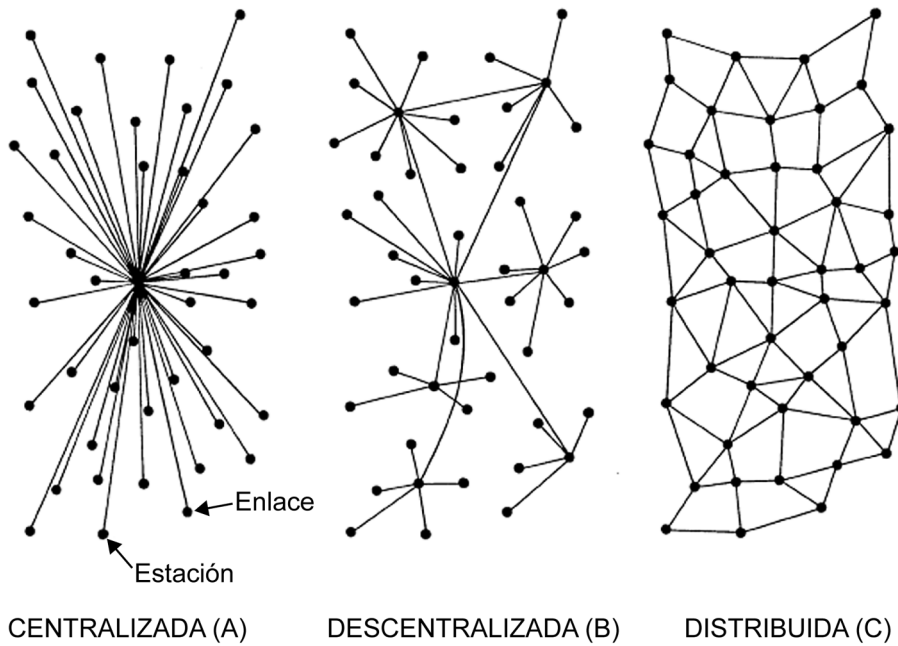 Enlace
Estación
CENTRALIZADA (A)
DESCENTRALIZADA (B)
DISTRIBUIDA (C)